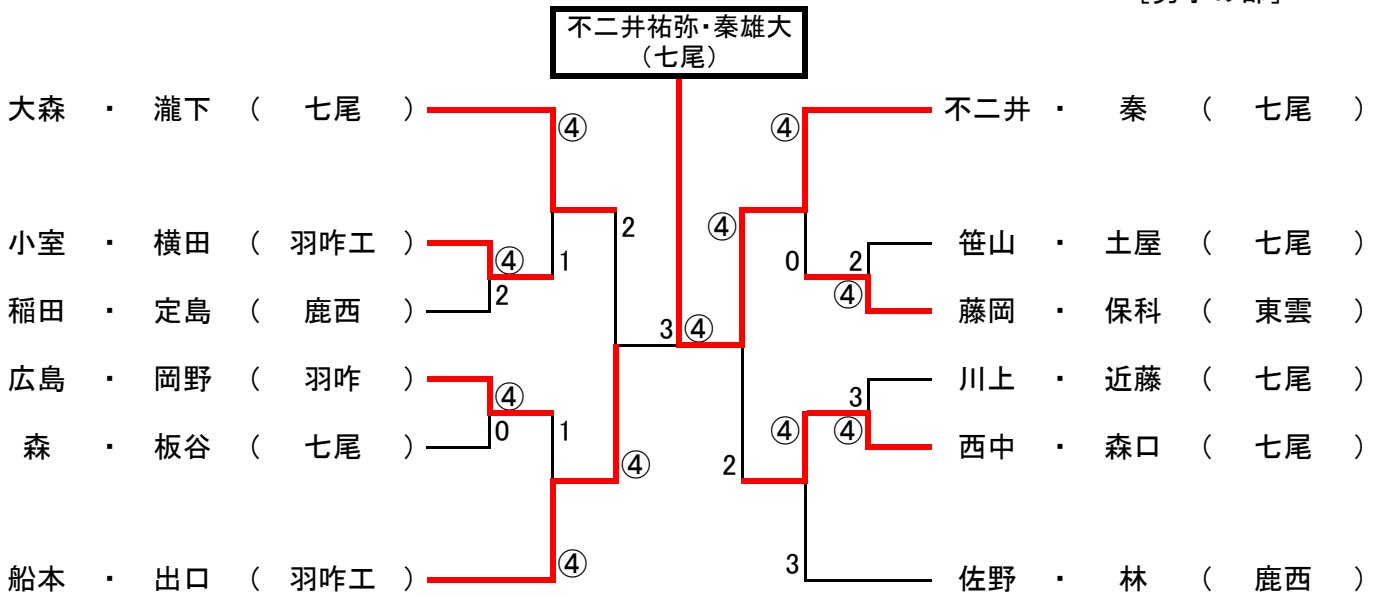 不二井祐弥・秦雄大
（七尾）
大森 ・ 瀧下 （ 七尾 ）
不二井 ・ 秦 （ 七尾 ）
④ ④
小室 ・ 横田 （ 羽咋工 ）
2 ④
笹山 ・ 土屋 （ 七尾 ）
④ 1 0 2
2 ④
稲田 ・ 定島 （ 鹿西 ）
藤岡 ・ 保科 （ 東雲 ）
3 ④
広島 ・ 岡野 （ 羽咋 ）
川上 ・ 近藤 （ 七尾 ）
④ 3
0 1 ④ ④
森 ・ 板谷 （ 七尾 ）
西中 ・ 森口 （ 七尾 ）
④ 2
④ 3
船本 ・ 出口 （ 羽咋工 ）
佐野 ・ 林 （ 鹿西 ）